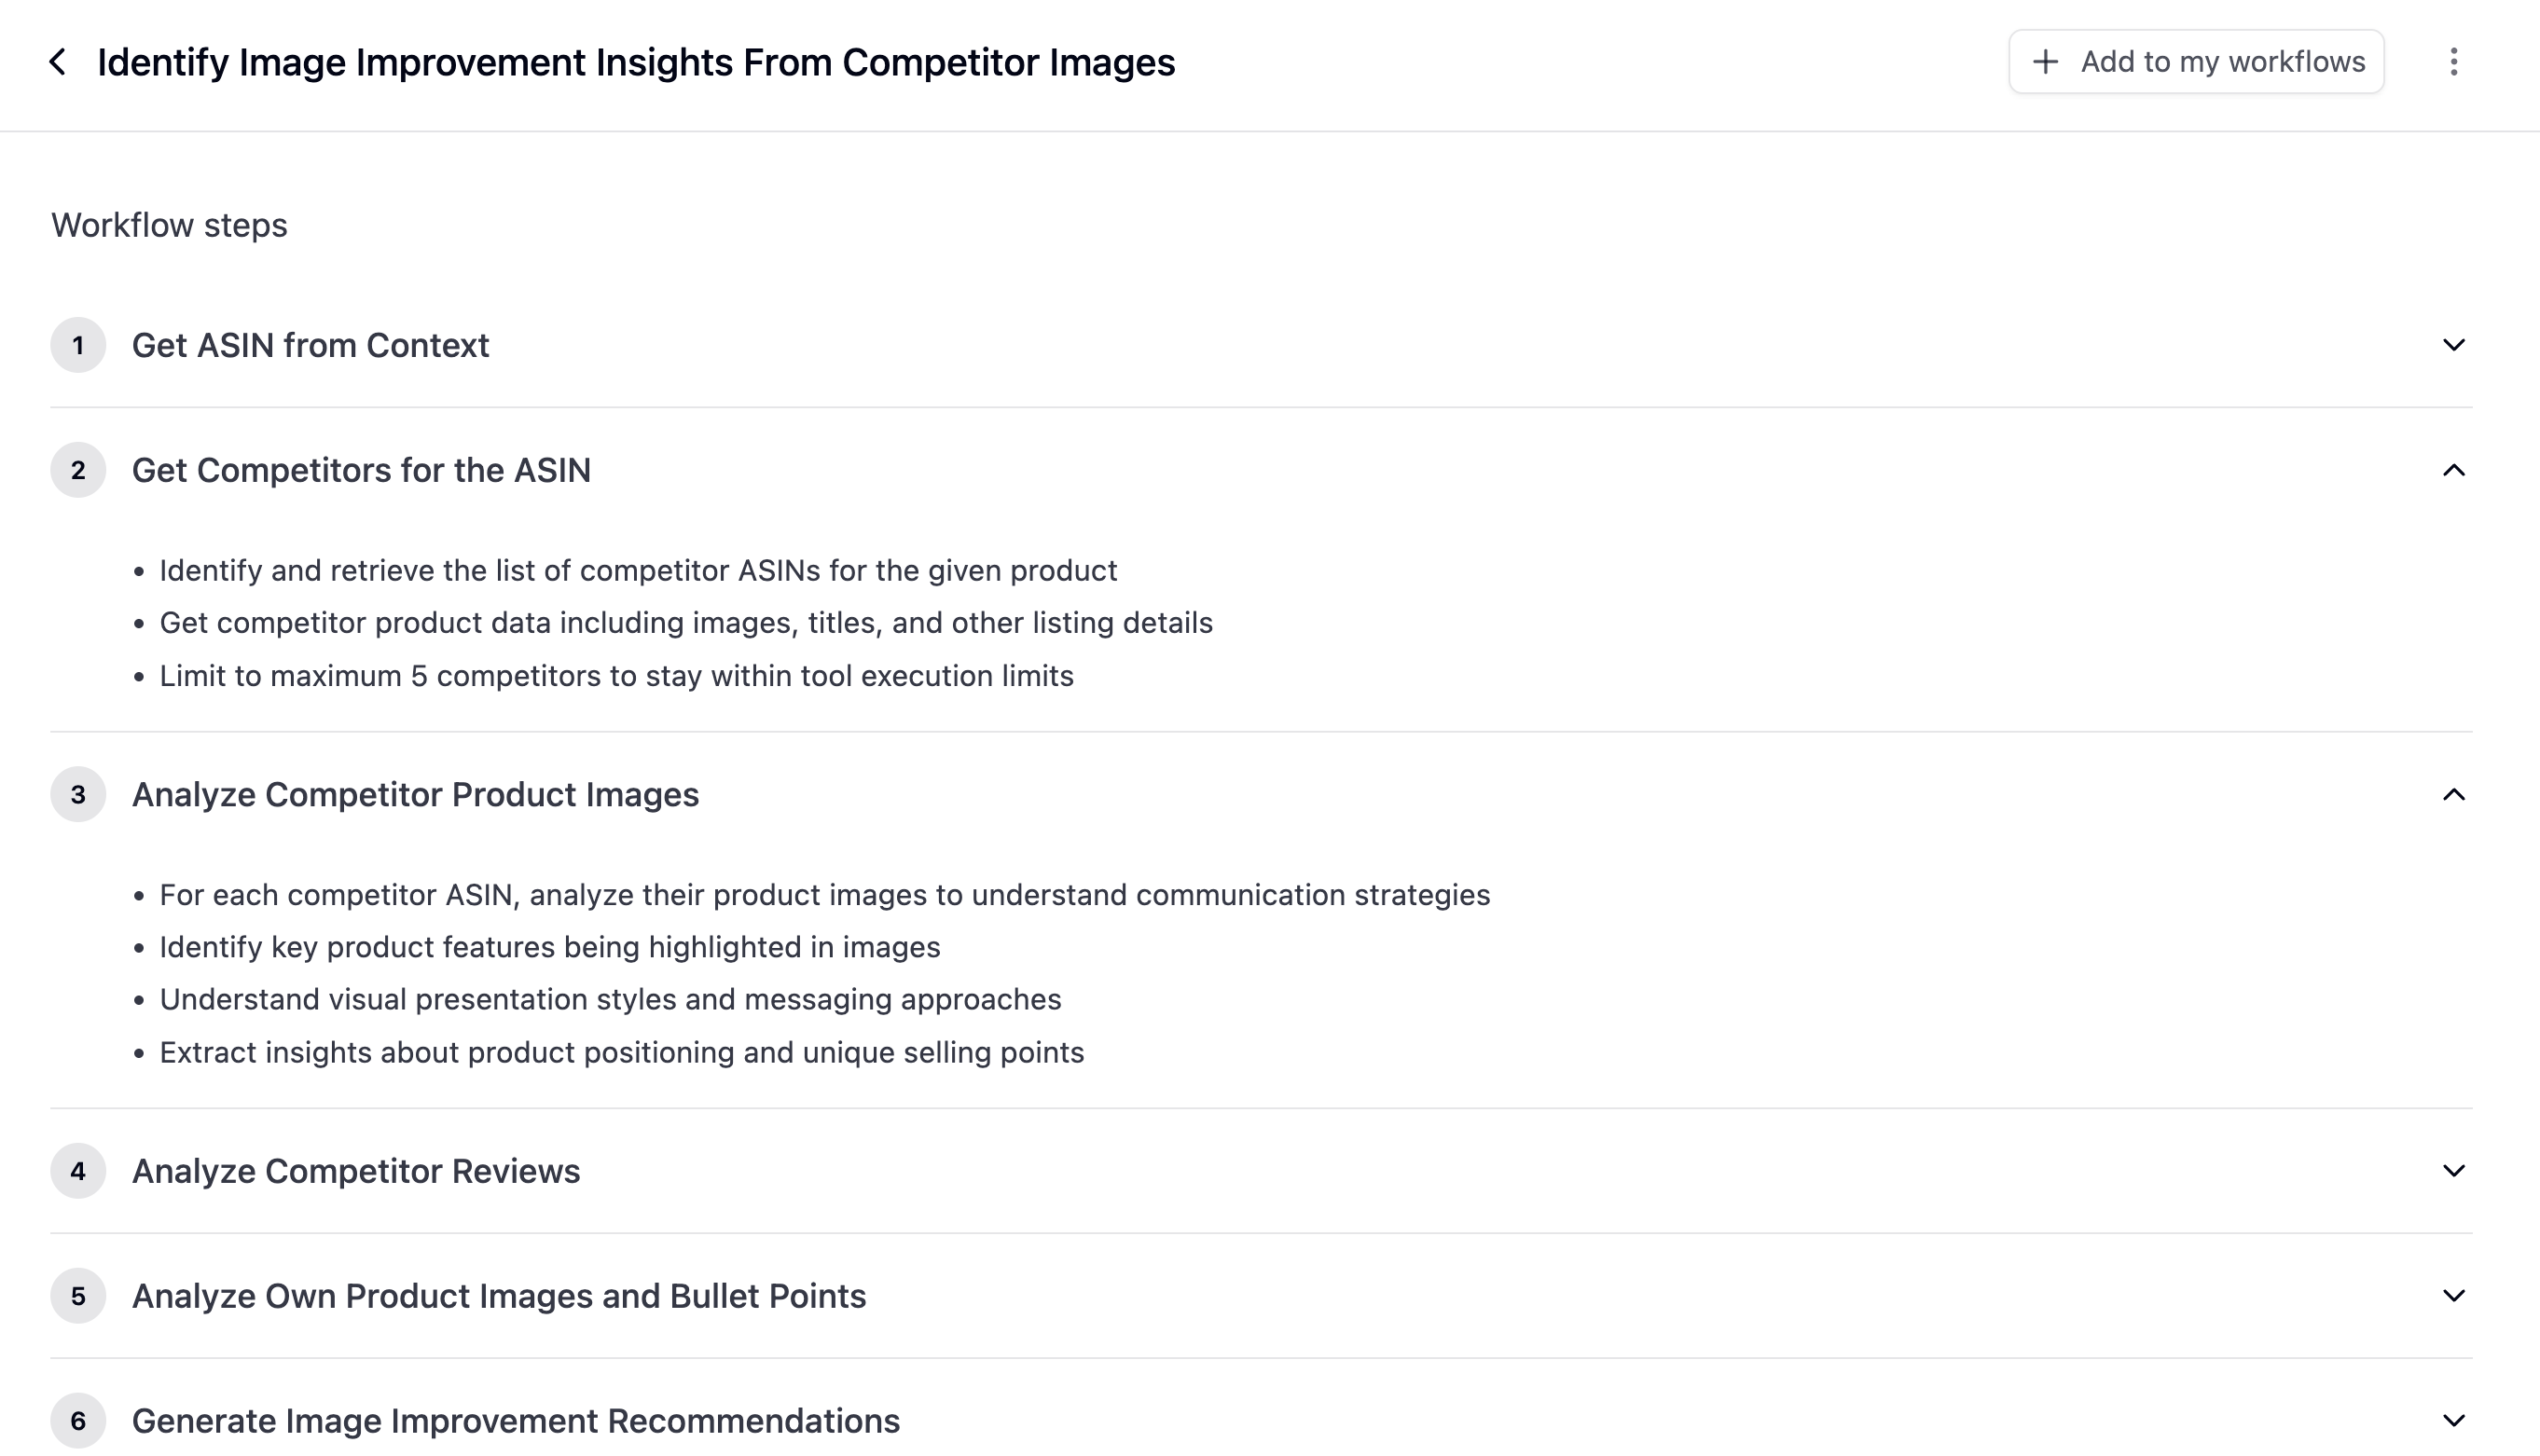 Identify Image Improvement Insights From Competitor Images
Add to my workflows
Workflow steps
1 Get ASIN from Context
2 Get Competitors for the ASIN
• Identify and retrieve the list of competitor ASINs for the given product
• Get competitor product data including images, titles, and other listing details
• Limit to maximum 5 competitors to stay within tool execution limits
3 Analyze Competitor Product Images
• For each competitor ASIN, analyze their product images to understand communication strategies
• Identify key product features being highlighted in images
• Understand visual presentation styles and messaging approaches
• Extract insights about product positioning and unique selling points
4 Analyze Competitor Reviews
5 Analyze Own Product Images and Bullet Points
6 Generate Image Improvement Recommendations